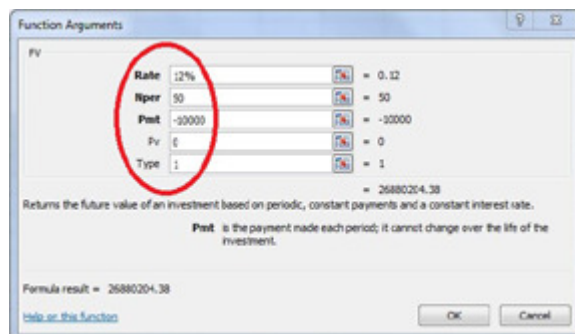 Function Arguments
FV
Rate 12% = 0.12
Nper 50 = 50
Pmt -10000 = -10000
Pv 0 = 0
Type 1 = 1
= 26880204.38
Returns the future value of an investment based on periodic, constant payments and a constant interest rate.
Pmt is the payment made each period; it cannot change over the life of the
investment.
Formula result = 26880204.38
Help on this function
OK Cancel